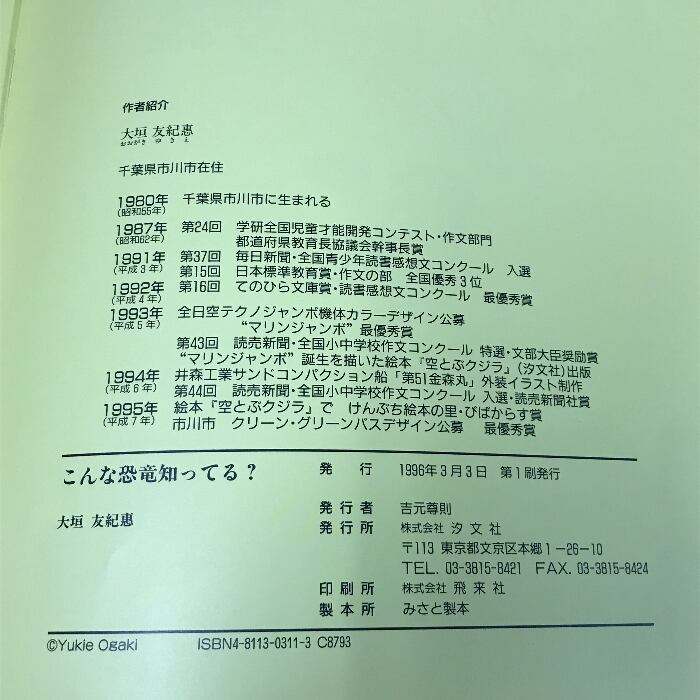 作者紹介
大垣 友紀惠
おおがき ゆきえ
千葉県市川市在住
1980年 千葉県市川市に生まれる
(昭和55年)
1987年 第24回 学研全国児童才能開発コンテスト・作文部門
(昭和62年) 都道府県教育長協議会幹事長賞
1991年 第37回 毎日新聞・全国青少年読書感想文コンクール 入選
(平成3年) 第15回 日本標準教育賞・作文の部 全国優秀3位
1992年 第16回 てのひら文庫賞・読書感想文コンクール 最優秀賞
(平成4年)
1993年 全日空テクノジャンボ機体カラーデザイン公募
(平成5年) “マリンジャンボ”最優秀賞
第43回 読売新聞・全国小中学校作文コンクール 特選・文部大臣奨励賞
“マリンジャンボ”誕生を描いた絵本『空とぶクジラ』(汐文社)出版
1994年 井森工業サンドコンパクション船「第51金森丸」外装イラスト制作
(平成6年) 第44回 読売新聞・全国小中学校作文コンクール 入選・読売新聞社賞
1995年 絵本『空とぶクジラ』で けんぶち絵本の里・びばからす賞
(平成7年) 市川市 クリーン・グリーンバスデザイン公募 最優秀賞
こんな恐竜知ってる？ 発行 1996年3月3日 第1刷発行
大垣 友紀惠 発行者 吉元尊則
発行所 株式会社 汐文社
〒113 東京都文京区本郷1-26-10
TEL. 03-3815-8421 FAX. 03-3815-8424
印刷所 株式会社 飛来社
製本所 みさと製本
©Yukie Ogaki ISBN4-8113-0311-3 C8793